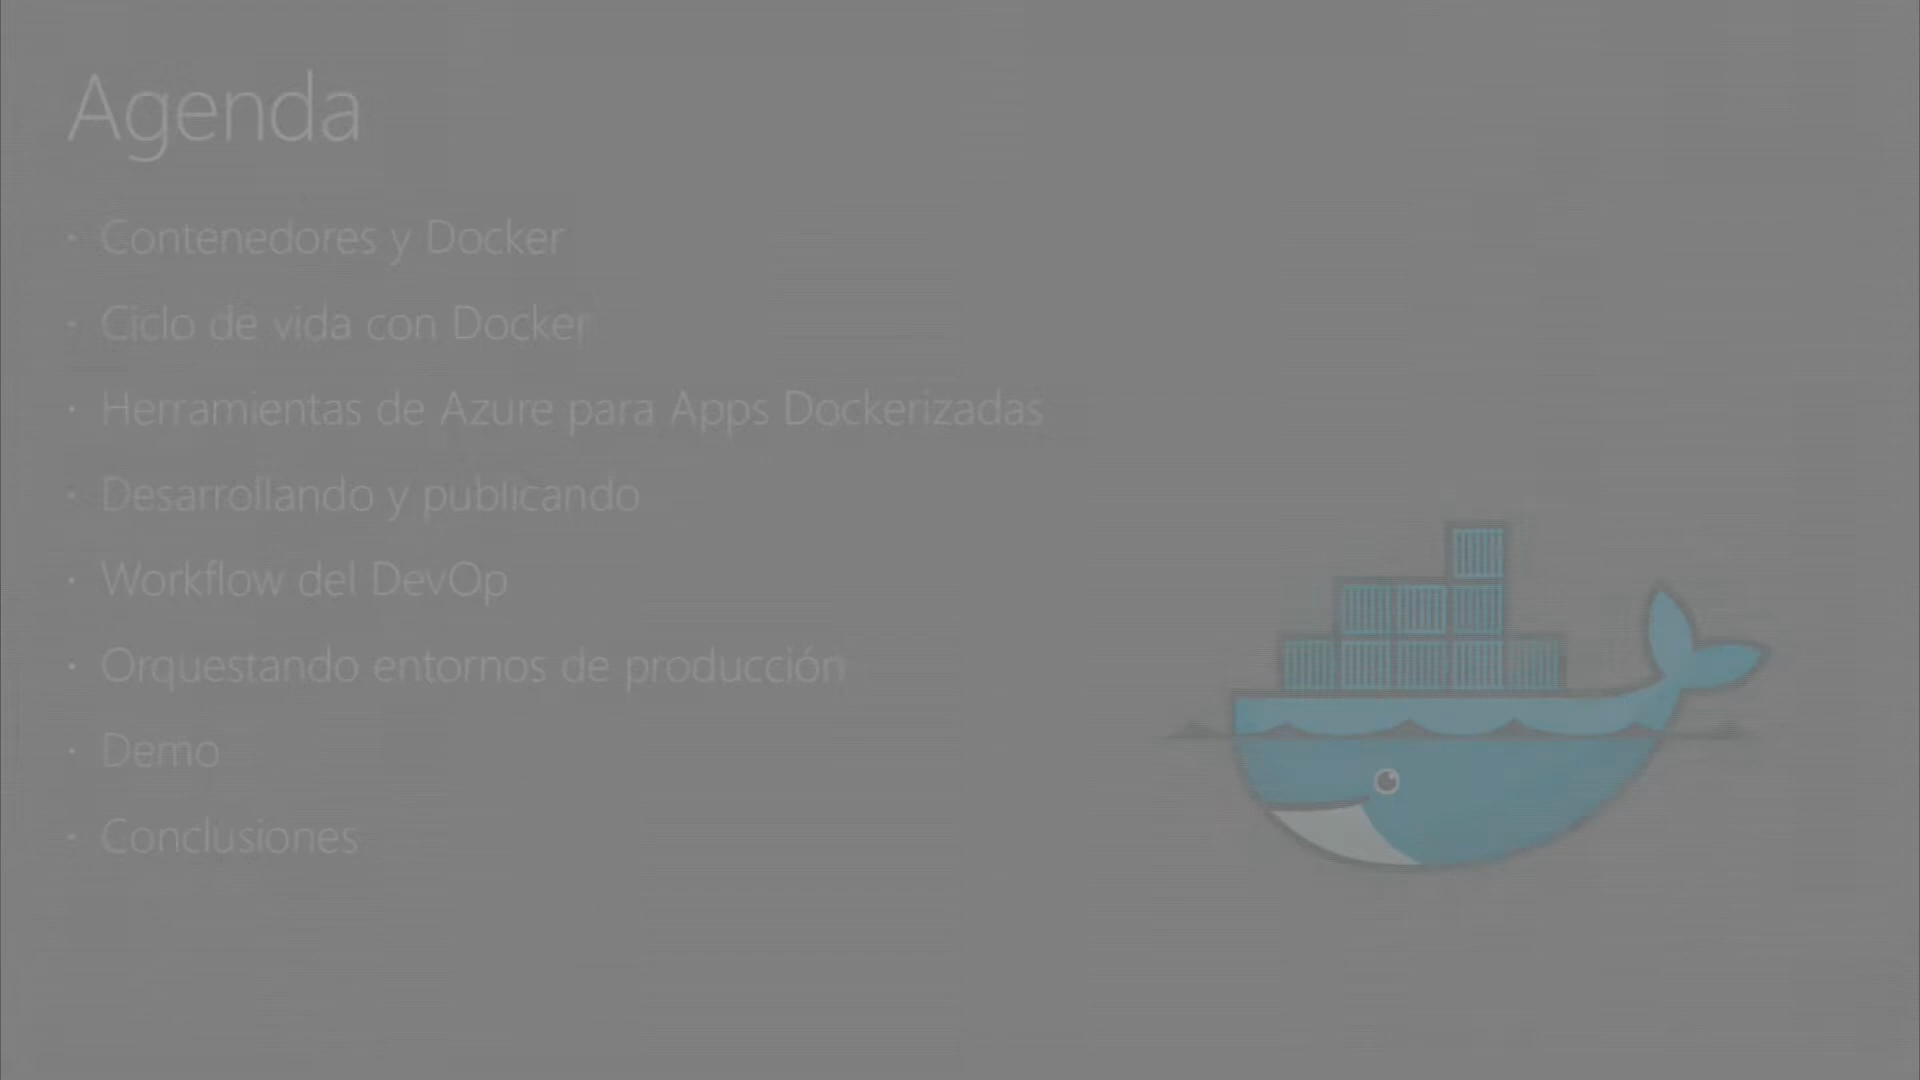 Agenda
· Contenedores y Docker
· Ciclo de vida con Docker
· Herramientas de Azure para Apps Dockerizadas
· Desarrollando y publicando
· Workflow del DevOp
· Orquestando entornos de producción
· Demo
· Conclusiones